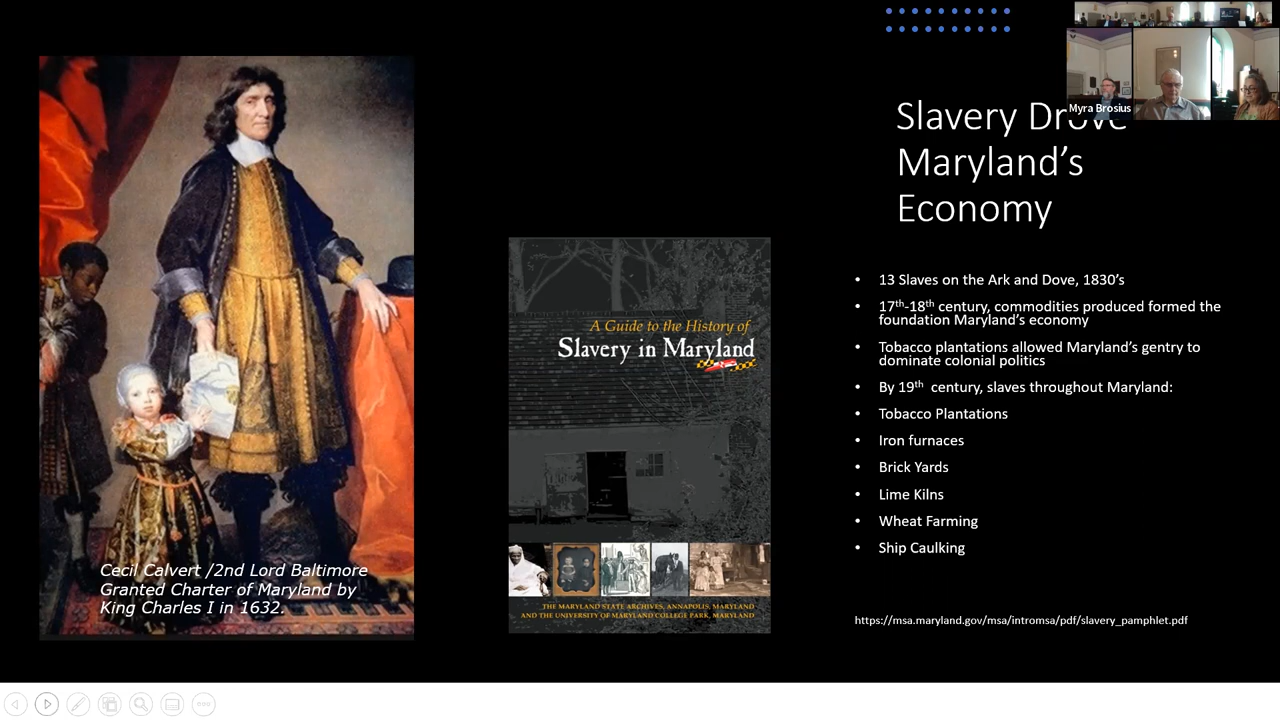 Myra Brosius
Slavery Drove
Maryland's
Economy
• 13 Slaves on the Ark and Dove, 1830's
• 17th-18th century, commodities produced formed the
foundation Maryland's economy
• Tobacco plantations allowed Maryland's gentry to
dominate colonial politics
• By 19th century, slaves throughout Maryland:
• Tobacco Plantations
• Iron furnaces
• Brick Yards
• Lime Kilns
• Wheat Farming
• Ship Caulking
https://msa.maryland.gov/msa/intromsa/pdf/slavery_pamphlet.pdf
A Guide to the History of
Slavery in Maryland
THE MARYLAND STATE ARCHIVES, ANNAPOLIS, MARYLAND
AND THE UNIVERSITY OF MARYLAND COLLEGE PARK, MARYLAND
Cecil Calvert /2nd Lord Baltimore
Granted Charter of Maryland by
King Charles I in 1632.